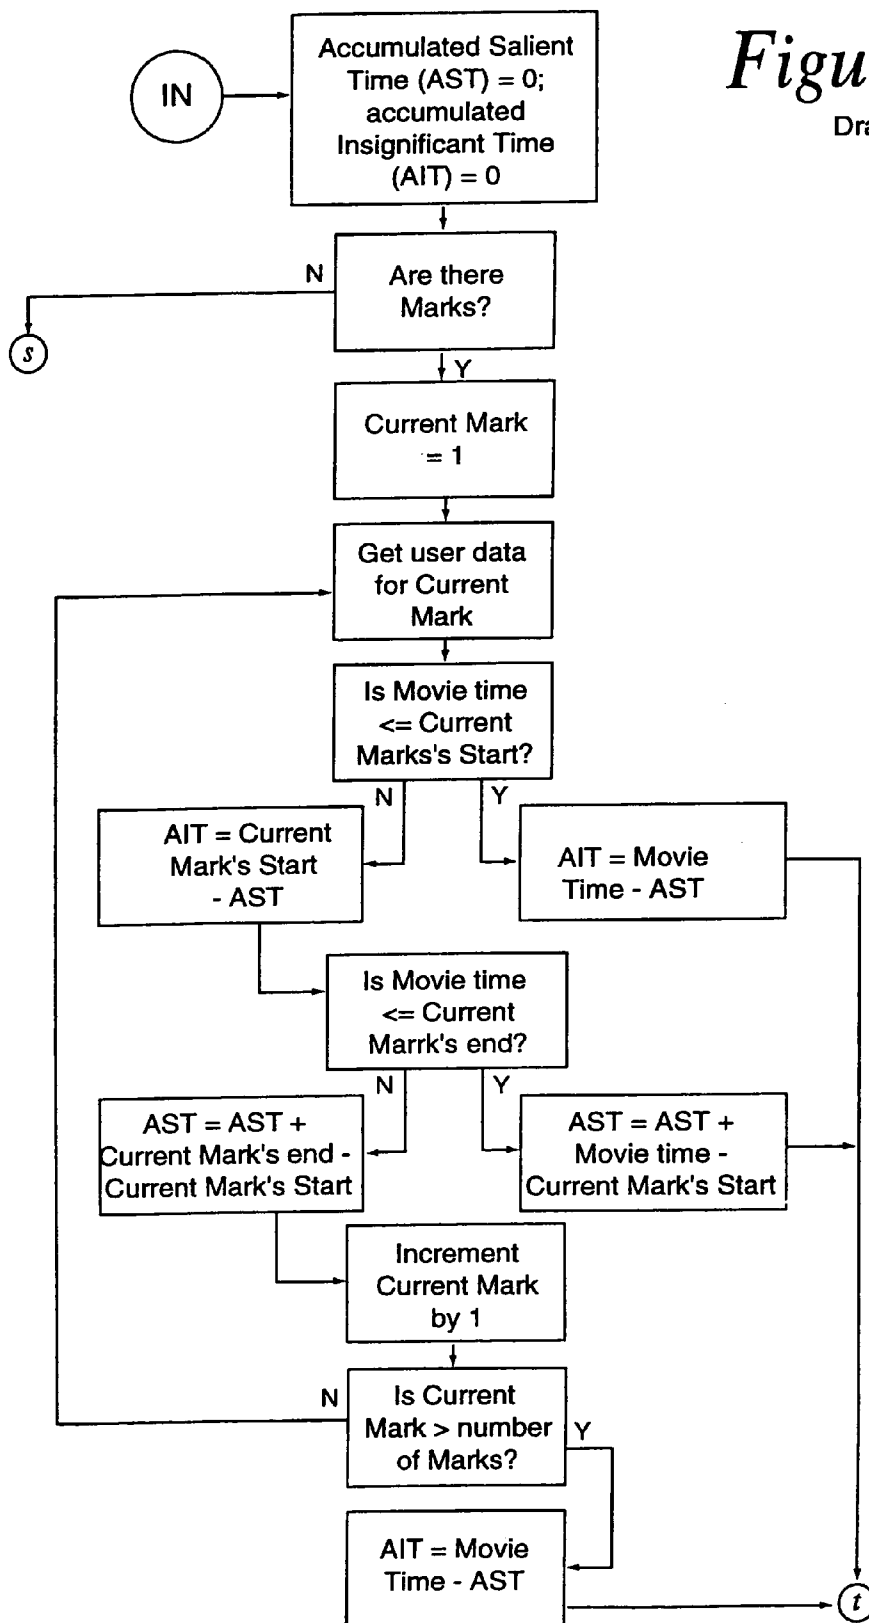 Figu
Dra
IN
Accumulated Salient
Time (AST) = 0;
accumulated
Insignificant Time
(AIT) = 0
Are there
Marks?
N
s
Y
Current Mark
= 1
Get user data
for Current
Mark
Is Movie time
<= Current
Marks's Start?
N
Y
AIT = Current
Mark's Start
- AST
AIT = Movie
Time - AST
Is Movie time
<= Current
Marrk's end?
N
Y
AST = AST +
Current Mark's end -
Current Mark's Start
AST = AST +
Movie time -
Current Mark's Start
Increment
Current Mark
by 1
Is Current
Mark > number
of Marks?
N
Y
AIT = Movie
Time - AST
t